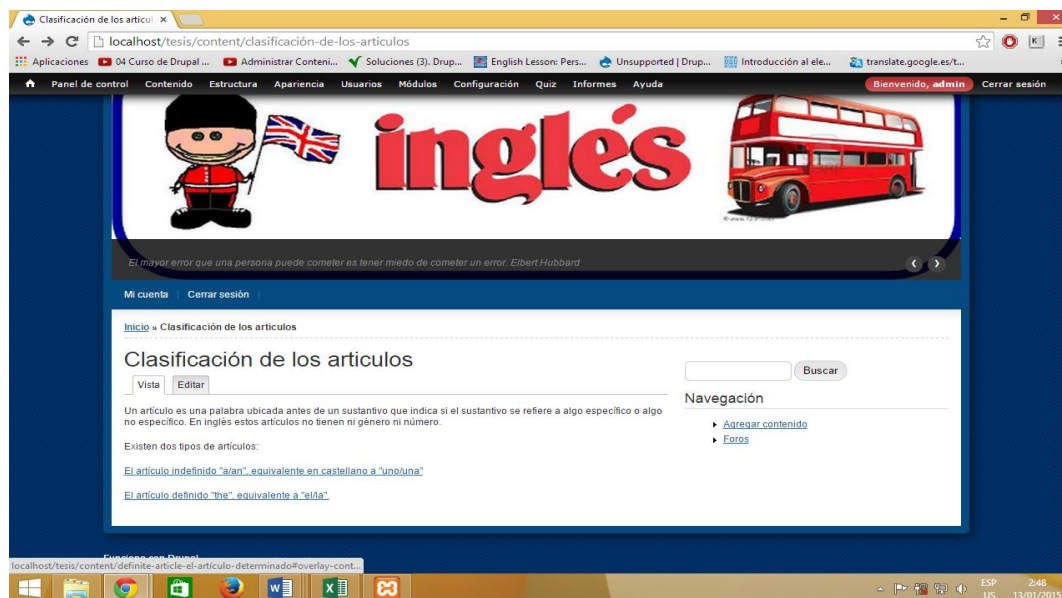 Clasificación de los articul
localhost/tesis/content/clasificación-de-los-articulos
Aplicaciones 04 Curso de Drupal ... Administrar Conteni... Soluciones (3). Drup... English Lesson: Pers... Unsupported | Drup... Introducción al ele... translate.google.es/t...
Panel de control Contenido Estructura Apariencia Usuarios Módulos Configuración Quiz Informes Ayuda Bienvenido, admin Cerrar sesión
inglés
El mayor error que una persona puede cometer es tener miedo de cometer un error. Elbert Hubbard
Mi cuenta Cerrar sesión
Inicio » Clasificación de los articulos
Clasificación de los articulos
Buscar
Vista Editar
Navegación
Un artículo es una palabra ubicada antes de un sustantivo que indica si el sustantivo se refiere a algo específico o algo
no específico. En inglés estos artículos no tienen ni género ni número.
Agregar contenido
Foros
Existen dos tipos de artículos:
El artículo indefinido "a/an", equivalente en castellano a "uno/una"
El artículo definido "the", equivalente a "el/la".
Funciona con Drupal
localhost/tesis/content/definite-article-el-artículo-determinado#overlay-cont...
ESP 2:48
US 13/01/2015